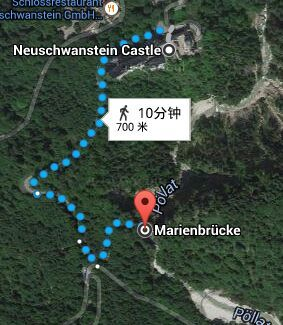 Schlossrestaurant
schwanstein GmbH...
Neuschwanstein Castle
10分钟
700 米
Pöllat
Marienbrücke
Pöllat